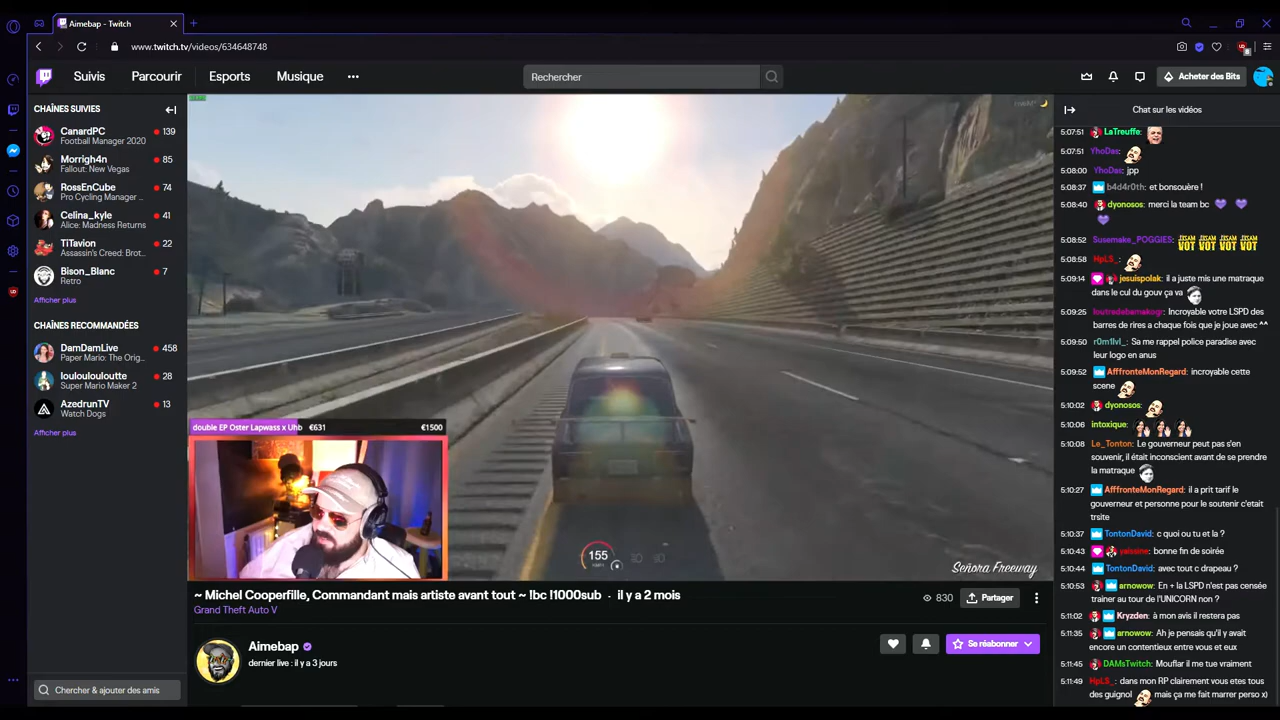 Aimebap - Twitch
www.twitch.tv/videos/634648748
Suivis
Parcourir
Esports
Musique
Rechercher
Acheter des Bits
CHAÎNES SUIVIES
CanardPC
139
Football Manager 2020
Morrigh4n
85
Fallout: New Vegas
RossEnCube
74
Pro Cycling Manager ...
Celina_kyle
41
Alice: Madness Returns
TiTavion
22
Assassin's Creed: Brot...
Bison_Blanc
7
Retro
Afficher plus
CHAÎNES RECOMMANDÉES
DamDamLive
458
Paper Mario: The Orig...
loulouloutte
28
Super Mario Maker 2
AzedrunTV
13
Watch Dogs
Afficher plus
Chercher & ajouter des amis
double EP Oster Lapwass x Uhb €631 €1500
155
Señora Freeway
~ Michel Cooperfille, Commandant mais artiste avant tout ~ !bc !1000sub · il y a 2 mois
Grand Theft Auto V
830
Partager
Aimebap
dernier live : il y a 3 jours
Se réabonner
Chat sur les vidéos
5:07:51 LaTreuffe:
5:07:51 YhoDas:
5:08:00 YhoDas: jpp
5:08:37 b4d4r0th: et bonsouère !
5:08:40 dyonosos: merci la team bc
5:08:52 Susemake_POGGIES:
5:08:58 HpLS_:
5:09:14 jesuispolak: il a juste mis une matraque
dans le cul du gouv ça va
5:09:25 loutredebamakogr: Incroyable votre LSPD des
barres de rires a chaque fois que je joue avec ^^
5:09:50 r0m1lvl_: Sa me rappel police paradise avec
leur logo en anus
5:09:52 AfffronteMonRegard: incroyable cette
scene
5:10:02 dyonosos:
5:10:06 intoxique:
5:10:08 Le_Tonton: Le gouverneur peut pas s'en
souvenir, il était inconscient avant de se prendre
la matraque
5:10:27 AfffronteMonRegard: il a prit tarif le
gouverneur et personne pour le soutenir c'etait
trsite
5:10:37 TontonDavid: c quoi ou tu et la ?
5:10:43 yaissine: bonne fin de soirée
5:10:44 TontonDavid: avec tout c drapeau ?
5:10:53 arnowow: En + la LSPD n'est pas censée
trainer au tour de l'UNICORN non ?
5:11:02 Kryzden: à mon avis il restera pas
5:11:35 arnowow: Ah je pensais qu'il y avait
encore un contentieux entre vous et eux
5:11:45 DAMsTwitch: Mouflar il me tue vraiment
5:11:49 HpLS_: dans mon RP clairement vous etes tous
des guignol mais ça me fait marrer perso x)